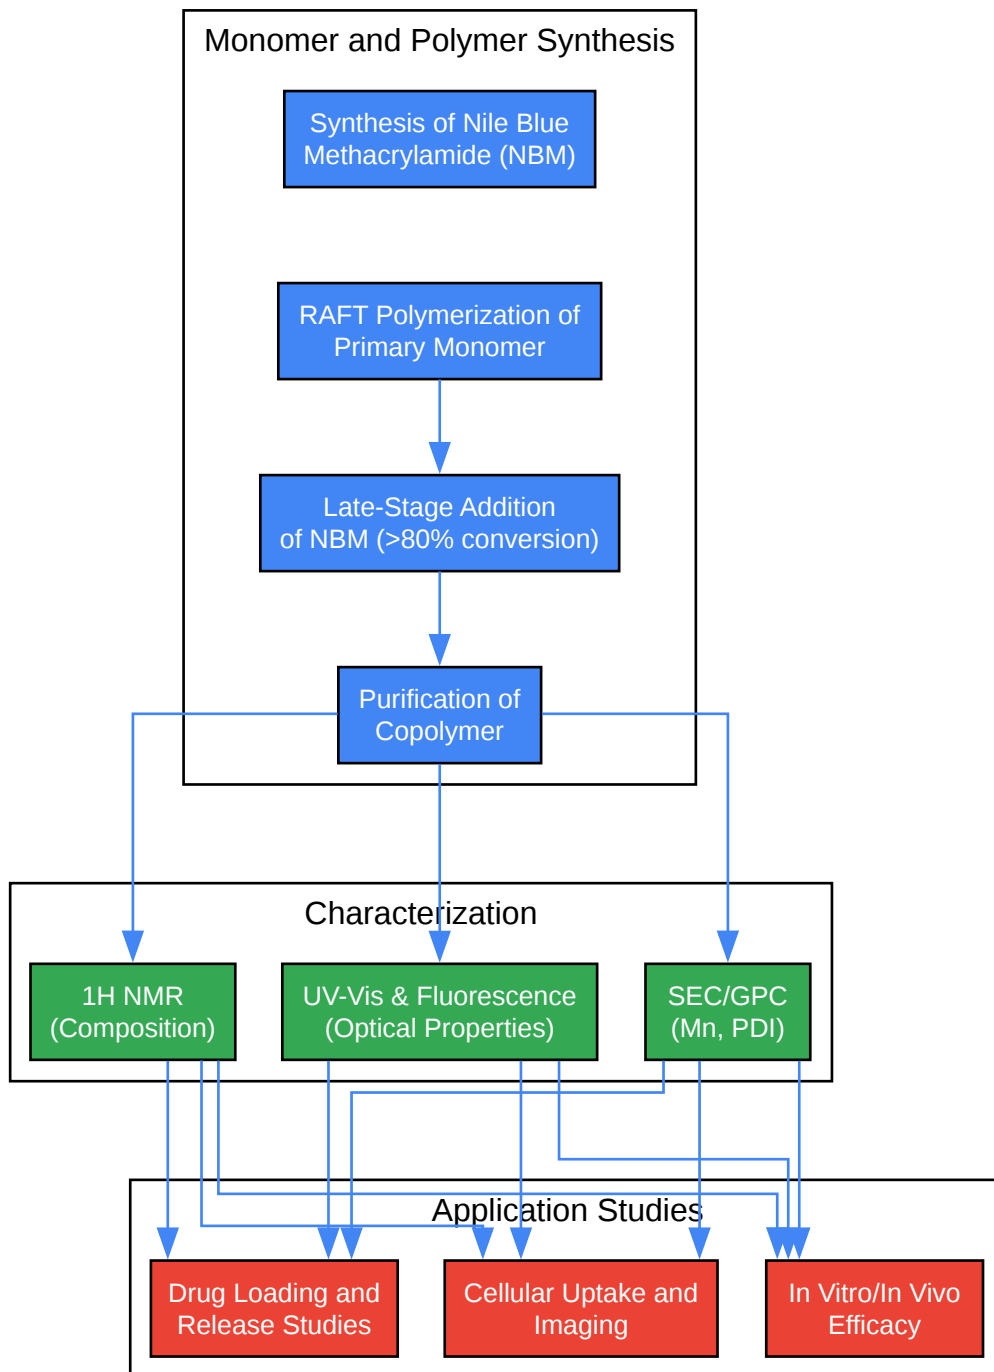 Monomer and Polymer Synthesis
Synthesis of Nile Blue
Methacrylamide (NBM)
RAFT Polymerization of
Primary Monomer
Late-Stage Addition
of NBM (>80% conversion)
Purification of
Copolymer
Characterization
1H NMR
(Composition)
UV-Vis & Fluorescence
(Optical Properties)
SEC/GPC
(Mn, PDI)
Application Studies
Drug Loading and
Release Studies
Cellular Uptake and
Imaging
In Vitro/In Vivo
Efficacy